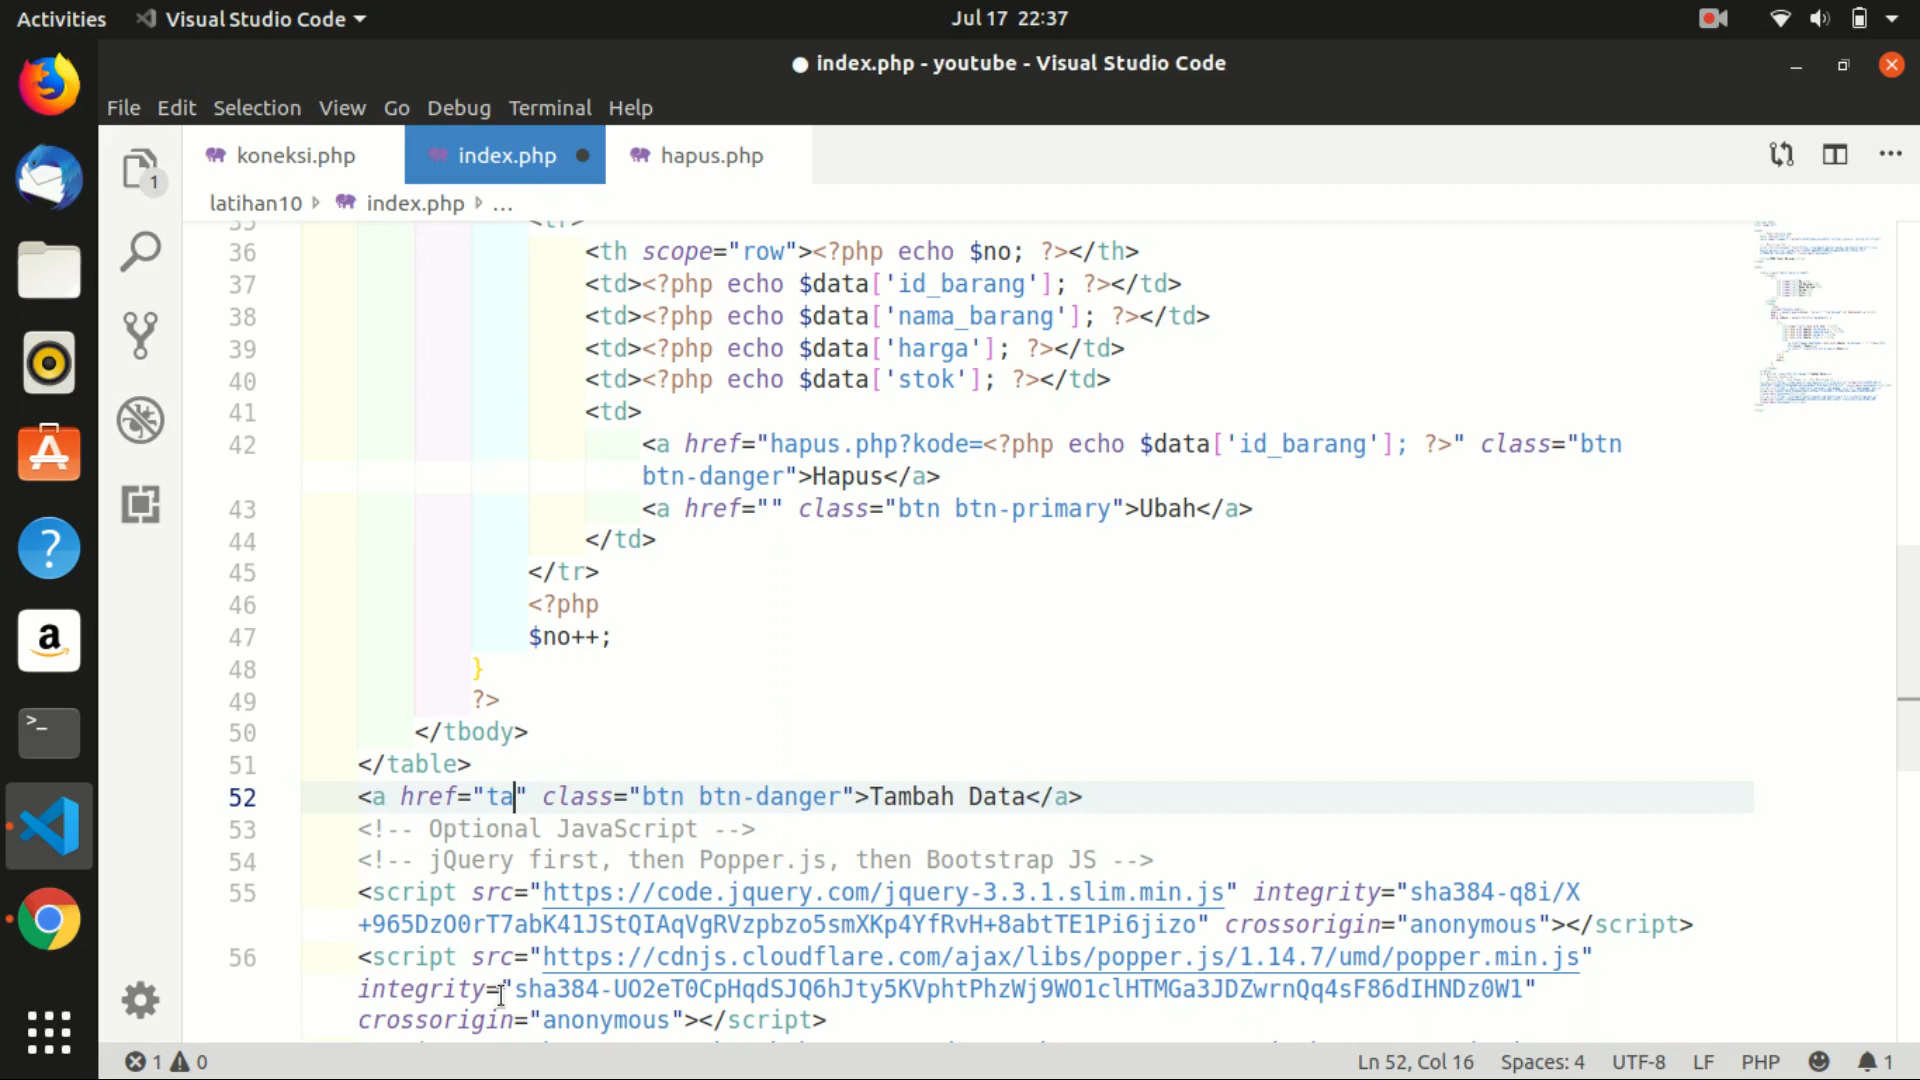 Activities Visual Studio Code Jul 17 22:37
index.php - youtube - Visual Studio Code
File Edit Selection View Go Debug Terminal Help
koneksi.php index.php hapus.php
1
latihan10 index.php ...
36 <th scope="row"><?php echo $no; ?></th>
37 <td><?php echo $data['id_barang']; ?></td>
38 <td><?php echo $data['nama_barang']; ?></td>
39 <td><?php echo $data['harga']; ?></td>
40 <td><?php echo $data['stok']; ?></td>
41 <td>
42 <a href="hapus.php?kode=<?php echo $data['id_barang']; ?>" class="btn
btn-danger">Hapus</a>
43 <a href="" class="btn btn-primary">Ubah</a>
44 </td>
45 </tr>
46 <?php
47 $no++;
48 }
49 ?>
50 </tbody>
51 </table>
52 <a href="ta" class="btn btn-danger">Tambah Data</a>
53 <!-- Optional JavaScript -->
54 <!-- jQuery first, then Popper.js, then Bootstrap JS -->
55 <script src="https://code.jquery.com/jquery-3.3.1.slim.min.js" integrity="sha384-q8i/X
+965DzO0rT7abK41JStQIAqVgRVzpbzo5smXKp4YfRvH+8abtTE1Pi6jizo" crossorigin="anonymous"></script>
56 <script src="https://cdnjs.cloudflare.com/ajax/libs/popper.js/1.14.7/umd/popper.min.js"
integrity="sha384-UO2eT0CpHqdSJQ6hJty5KVphtPhzWj9WO1clHTMGa3JDZwrnQq4sF86dIHNDz0W1"
crossorigin="anonymous"></script>
1 0 Ln 52, Col 16 Spaces: 4 UTF-8 LF PHP 1